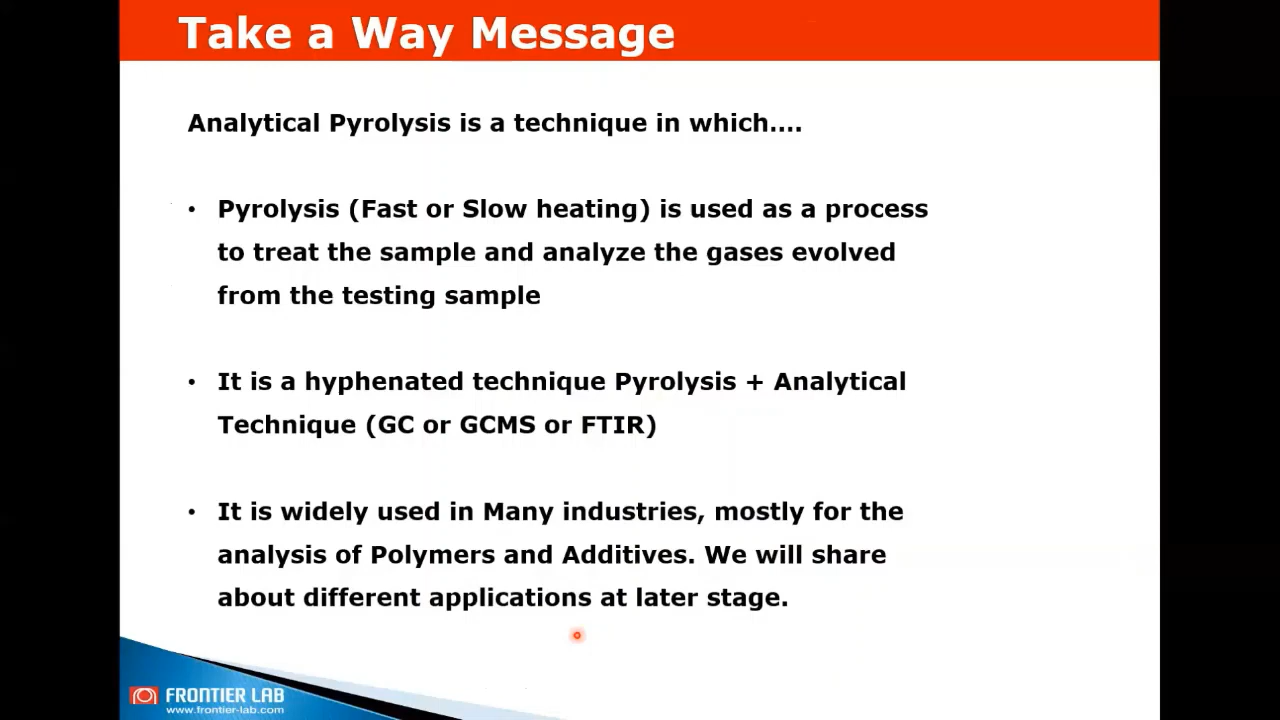 Take a Way Message
Analytical Pyrolysis is a technique in which....
• Pyrolysis (Fast or Slow heating) is used as a process
to treat the sample and analyze the gases evolved
from the testing sample
• It is a hyphenated technique Pyrolysis + Analytical
Technique (GC or GCMS or FTIR)
• It is widely used in Many industries, mostly for the
analysis of Polymers and Additives. We will share
about different applications at later stage.
FRONTIER LAB
www.frontier-lab.com